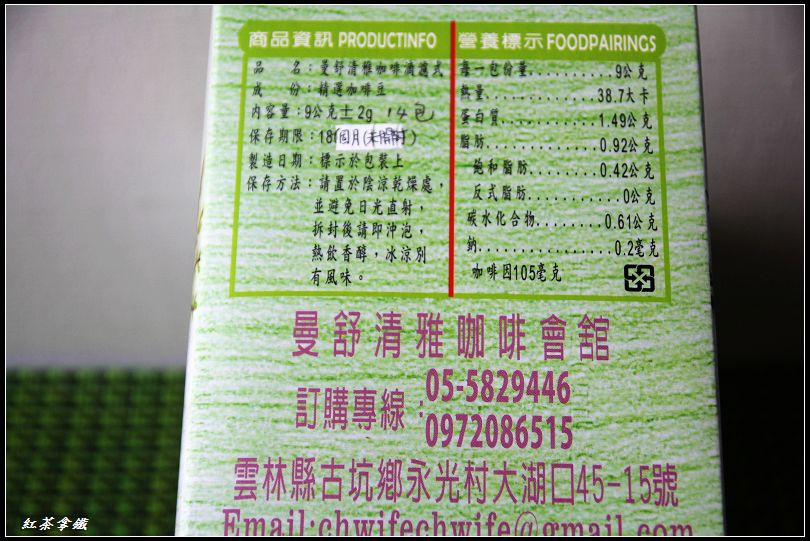 商品資訊 PRODUCTINFO
品　　名：曼舒清雅咖啡滴濾式
成　　份：精選咖啡豆
內容量：9公克±2g 14包
保存期限：18個月(未開封)
製造日期：標示於包裝上
保存方法：請置於陰涼乾燥處，
並避免日光直射，
拆封後請即沖泡，
熱飲香醇，冰涼別
有風味。
營養標示 FOODPAIRINGS
每一包份量..........9公克
熱量.............38.7大卡
蛋白質...........1.49公克
脂肪.............0.92公克
飽和脂肪.........0.42公克
反式脂肪...........0公克
碳水化合物........0.61公克
鈉...............0.2毫克
咖啡因105毫克
曼舒清雅咖啡會舘
訂購專線：05-5829446
0972086515
雲林縣古坑鄉永光村大湖口45-15號
Email:chwifechwife@gmail.com
紅茶拿鐵